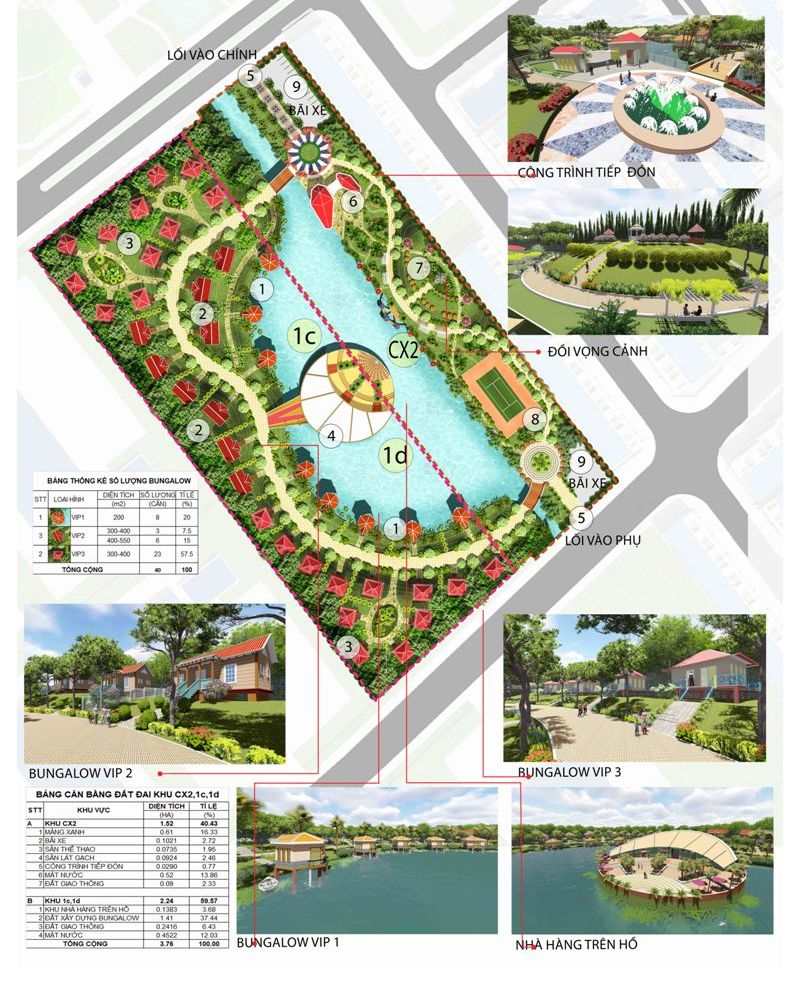 LỐI VÀO CHÍNH
5
9
BÃI XE
CÔNG TRÌNH TIẾP ĐÓN
6
3
7
1
2
1c
CX2
ĐỒI VỌNG CẢNH
8
4
2
1d
9
BÃI XE
1
5
LỐI VÀO PHỤ
3
BẢNG THỐNG KÊ SỐ LƯỢNG BUNGALOW
STT LOẠI HÌNH DIỆN TÍCH (m2) SỐ LƯỢNG (CĂN) TỈ LỆ (%)
1 VIP1 200 8 20
3 VIP2 300-400 3 7.5
400-550 6 15
2 VIP3 300-400 23 57.5
TỔNG CỘNG 40 100
BUNGALOW VIP 2
BUNGALOW VIP 3
BẢNG CÂN BẰNG ĐẤT ĐAI KHU CX2,1c,1d
STT KHU VỰC DIỆN TÍCH (HA) TỈ LỆ (%)
A KHU CX2 1.52 40.43
1 MẢNG XANH 0.61 16.33
2 BÃI XE 0.1021 2.72
3 SÂN THỂ THAO 0.0735 1.95
4 SÂN LÁT GẠCH 0.0924 2.46
5 CÔNG TRÌNH TIẾP ĐÓN 0.0290 0.77
6 MẶT NƯỚC 0.52 13.86
7 ĐẤT GIAO THÔNG 0.09 2.33
B KHU 1c,1d 2.24 59.57
1 KHU NHÀ HÀNG TRÊN HỒ 0.1383 3.68
2 ĐẤT XÂY DỰNG BUNGALOW 1.41 37.44
3 ĐẤT GIAO THÔNG 0.2416 6.43
4 MẶT NƯỚC 0.4522 12.03
TỔNG CỘNG 3.76 100.00
BUNGALOW VIP 1
NHÀ HÀNG TRÊN HỒ